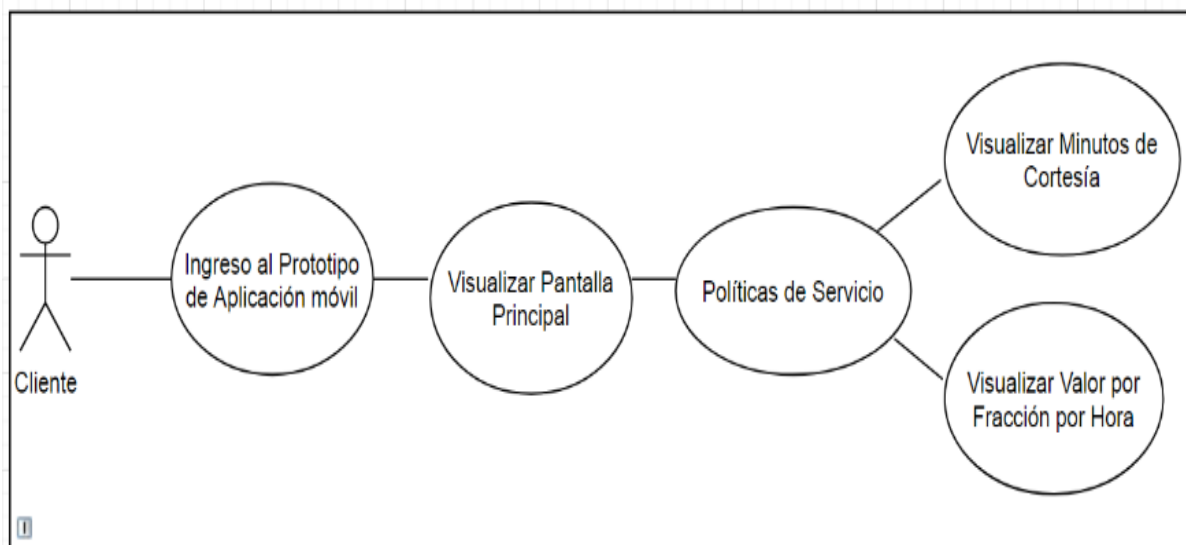 Cliente
Ingreso al Prototipo
de Aplicación móvil
Visualizar Pantalla
Principal
Políticas de Servicio
Visualizar Minutos de
Cortesía
Visualizar Valor por
Fracción por Hora